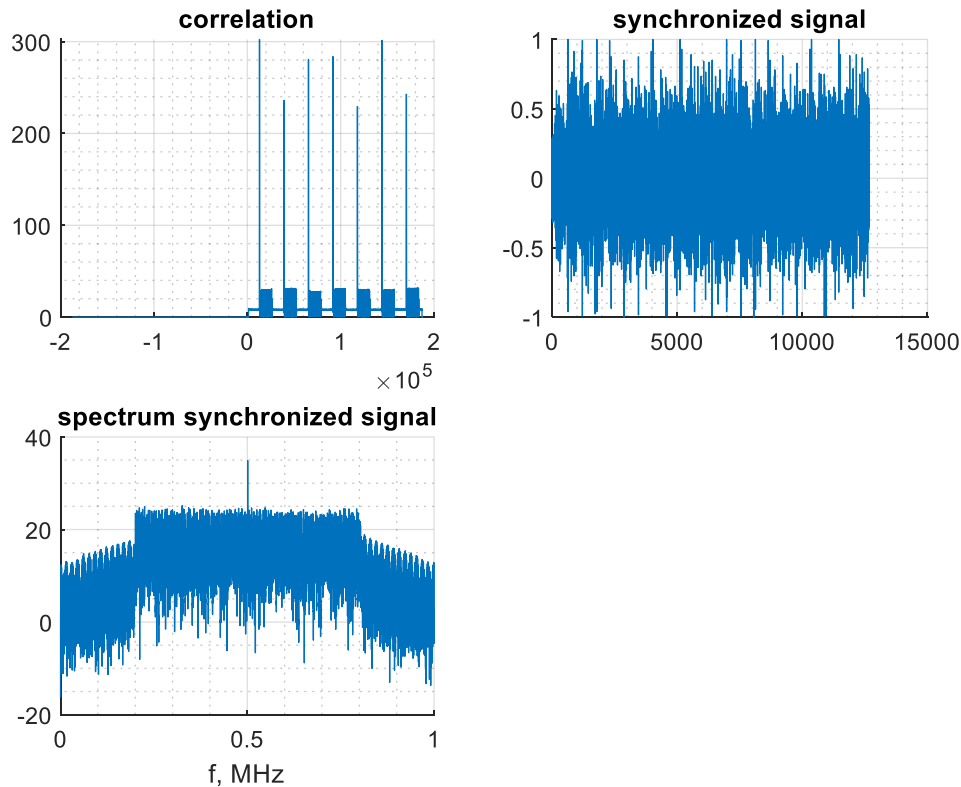 correlation
300
200
100
0
-2 -1 0 1 2
×10^5
synchronized signal
1
0.5
0
-0.5
-1
0 5000 10000 15000
spectrum synchronized signal
40
20
0
-20
0 0.5 1
f, MHz